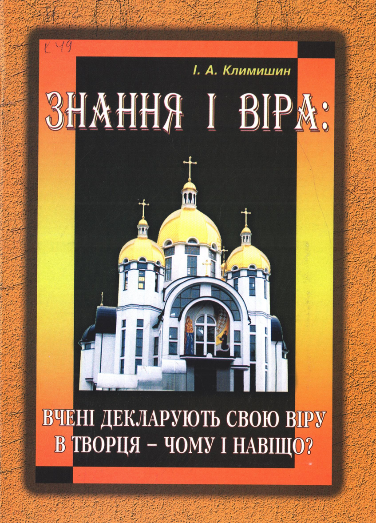 Е 49
І. А. Климишин
ЗНАННЯ І ВІРА:
ВЧЕНІ ДЕКЛАРУЮТЬ СВОЮ ВІРУ
В ТВОРЦЯ – ЧОМУ І НАВІЩО?